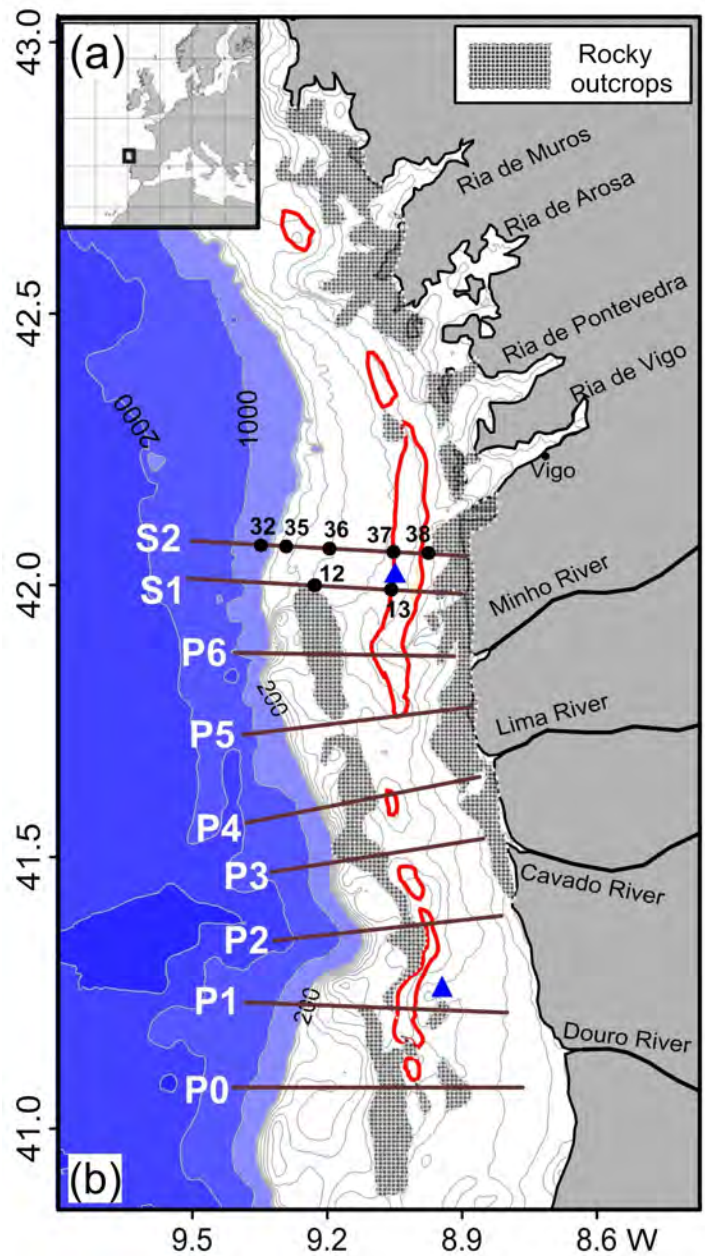 (a)
Rocky
outcrops
43.0
42.5
42.0
41.5
41.0
Ria de Muros
Ria de Arosa
Ria de Pontevedra
Ria de Vigo
Vigo
2000
1000
S2
32
35
36
37
38
S1
12
13
Minho River
P6
200
Lima River
P5
P4
P3
Cavado River
P2
P1
200
Douro River
P0
(b)
9.5
9.2
8.9
8.6 W